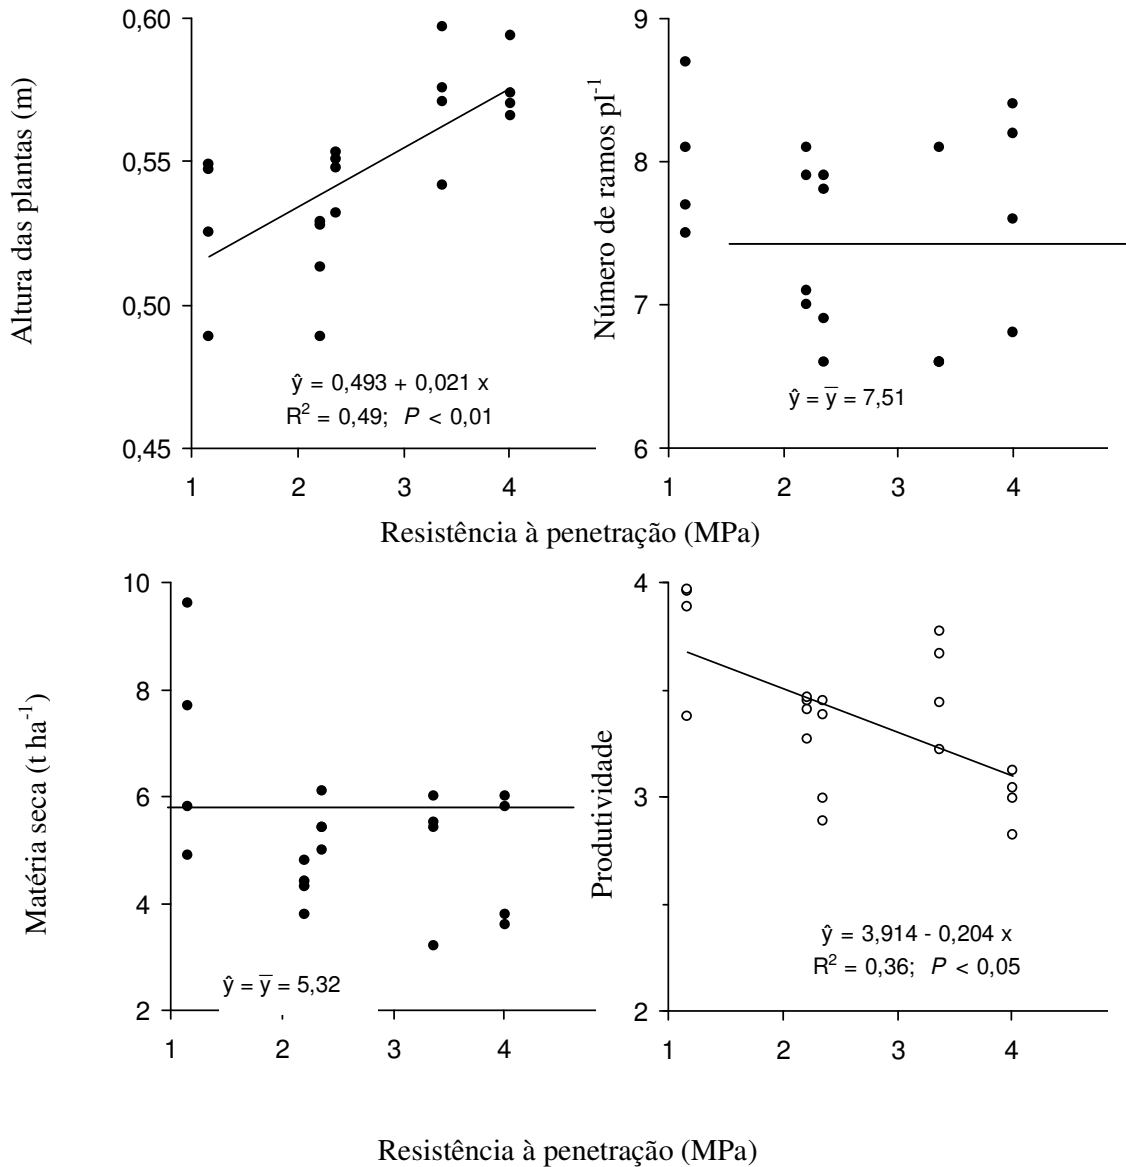 Altura das plantas (m)
0,60
0,55
0,50
0,45
ŷ = 0,493 + 0,021 x
R² = 0,49; P < 0,01
1 2 3 4
Número de ramos pl⁻¹
9
8
7
6
ŷ = y̅ = 7,51
1 2 3 4
Resistência à penetração (MPa)
Matéria seca (t ha⁻¹)
10
8
6
4
2
ŷ = y̅ = 5,32
1 2 3 4
Produtividade
4
3
2
ŷ = 3,914 - 0,204 x
R² = 0,36; P < 0,05
1 2 3 4
Resistência à penetração (MPa)